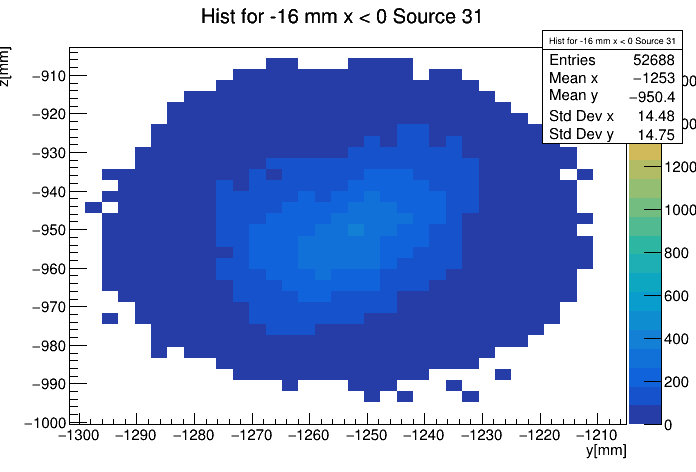 Hist for -16 mm x < 0 Source 31
z[mm]
Hist for -16 mm x < 0 Source 31
Entries 52688
Mean x −1253
Mean y −950.4
Std Dev x 14.48
Std Dev y 14.75
−910
−920
−930
−940
−950
−960
−970
−980
−990
−1000
−1300 −1290 −1280 −1270 −1260 −1250 −1240 −1230 −1220 −1210
y[mm]
1200
1000
800
600
400
200
0